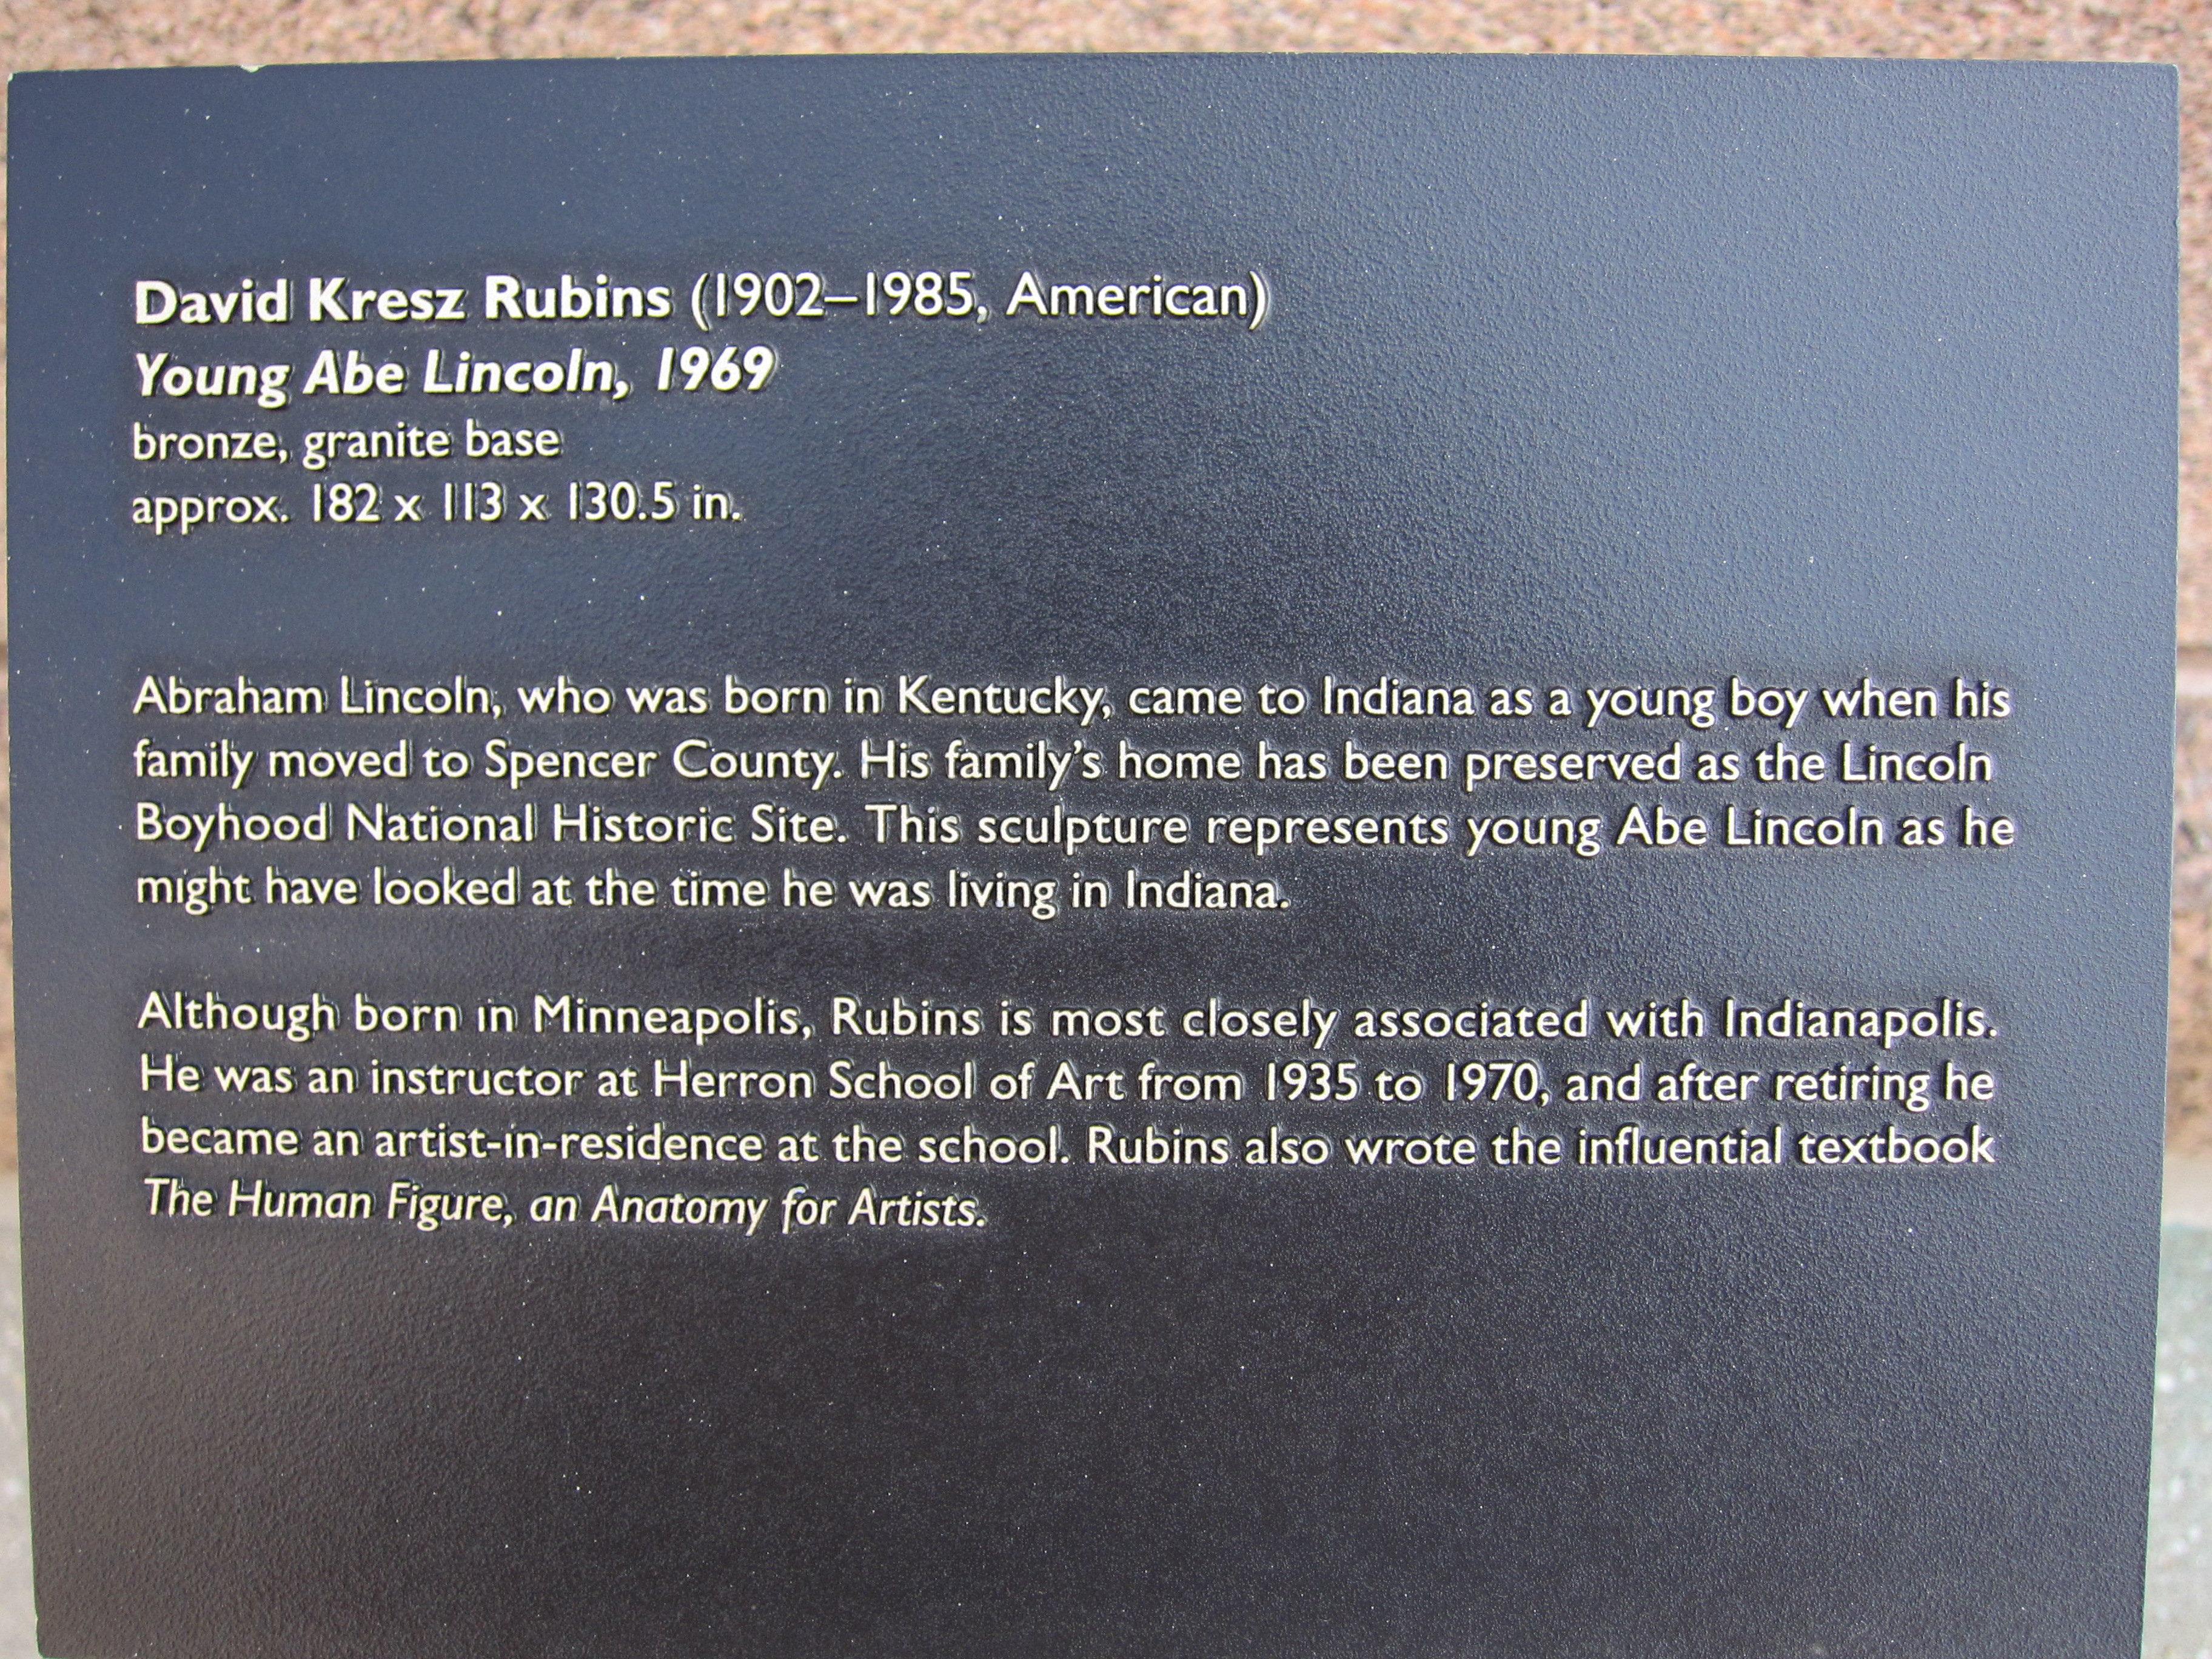 David Kresz Rubins (1902–1985, American)
Young Abe Lincoln, 1969
bronze, granite base
approx. 182 x 113 x 130.5 in.
Abraham Lincoln, who was born in Kentucky, came to Indiana as a young boy when his
family moved to Spencer County. His family’s home has been preserved as the Lincoln
Boyhood National Historic Site. This sculpture represents young Abe Lincoln as he
might have looked at the time he was living in Indiana.
Although born in Minneapolis, Rubins is most closely associated with Indianapolis.
He was an instructor at Herron School of Art from 1935 to 1970, and after retiring he
became an artist-in-residence at the school. Rubins also wrote the influential textbook
The Human Figure, an Anatomy for Artists.